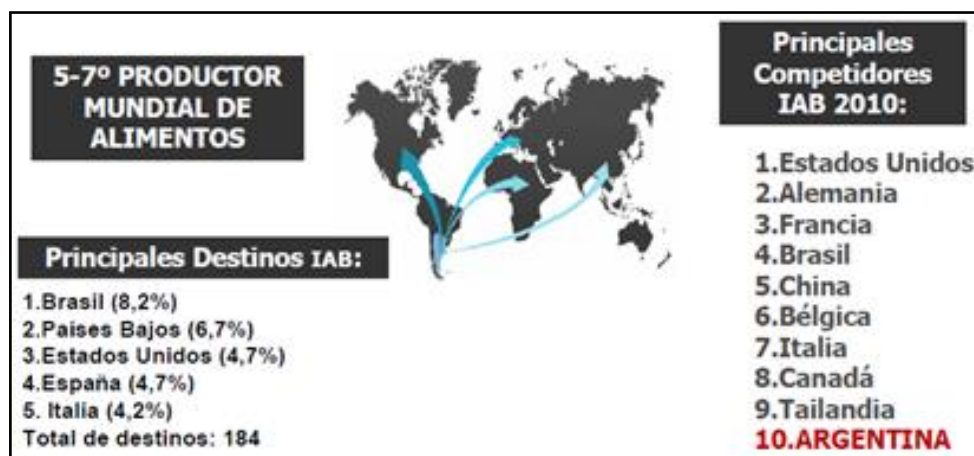 5-7º PRODUCTOR
MUNDIAL DE
ALIMENTOS
Principales Destinos IAB:
1.Brasil (8,2%)
2.Países Bajos (6,7%)
3.Estados Unidos (4,7%)
4.España (4,7%)
5. Italia (4,2%)
Total de destinos: 184
Principales
Competidores
IAB 2010:
1.Estados Unidos
2.Alemania
3.Francia
4.Brasil
5.China
6.Bélgica
7.Italia
8.Canadá
9.Tailandia
10.ARGENTINA